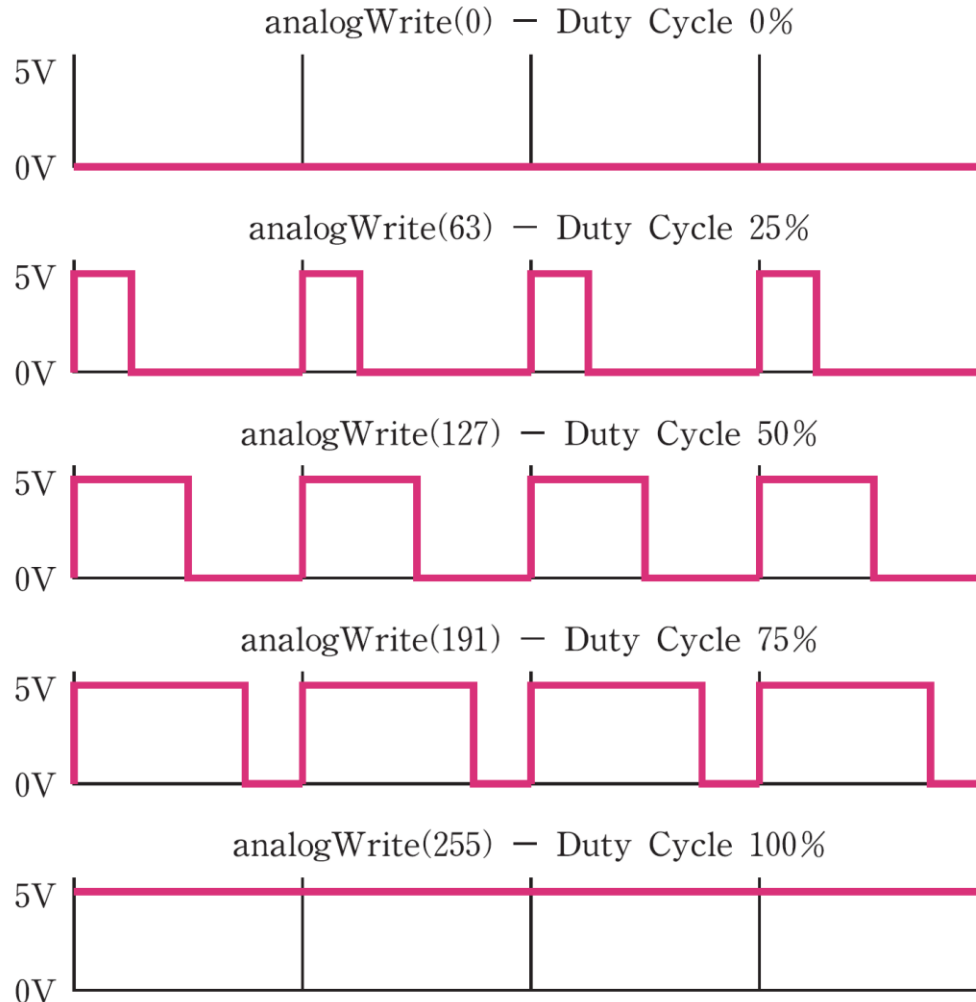 analogWrite(0) － Duty Cycle 0%
5V
0V
analogWrite(63) － Duty Cycle 25%
5V
0V
analogWrite(127) － Duty Cycle 50%
5V
0V
analogWrite(191) － Duty Cycle 75%
5V
0V
analogWrite(255) － Duty Cycle 100%
5V
0V